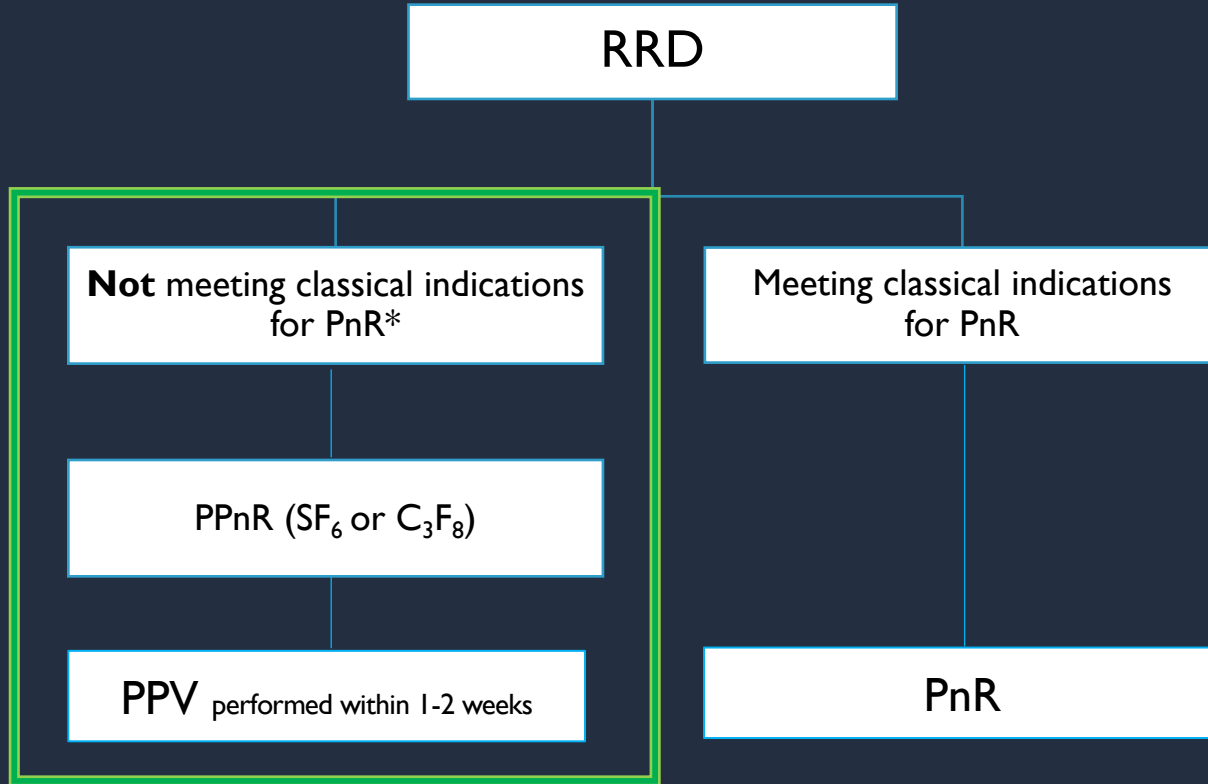 RRD
Not meeting classical indications
for PnR*
Meeting classical indications
for PnR
PPnR (SF₆ or C₃F₈)
PPV performed within 1-2 weeks
PnR